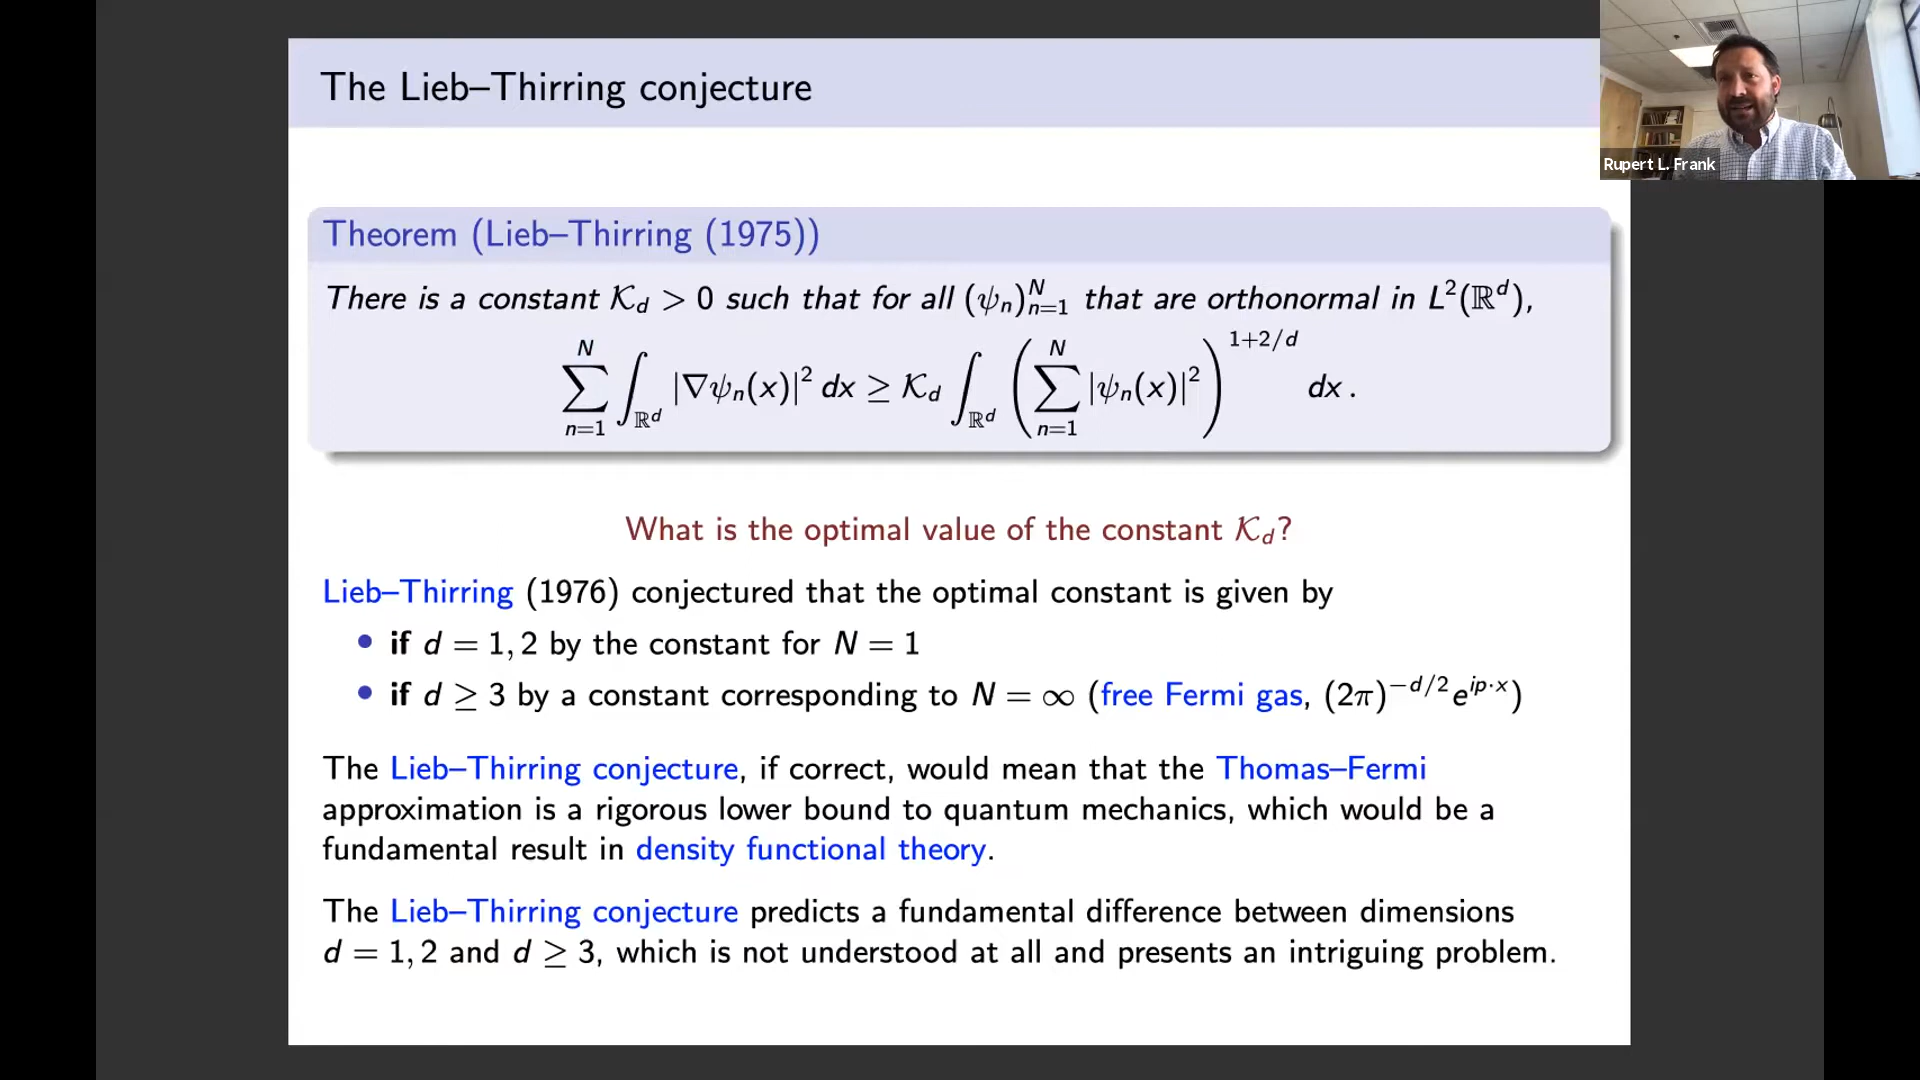 The Lieb–Thirring conjecture
Rupert L. Frank
Theorem (Lieb–Thirring (1975))
There is a constant 𝒦_d > 0 such that for all (ψ_n)_{n=1}^N that are orthonormal in L²(ℝ^d),
∑_{n=1}^N ∫_{ℝ^d} |∇ψ_n(x)|² dx ≥ 𝒦_d ∫_{ℝ^d} (∑_{n=1}^N |ψ_n(x)|²)^{1+2/d} dx .
What is the optimal value of the constant 𝒦_d?
Lieb–Thirring (1976) conjectured that the optimal constant is given by
• if d = 1, 2 by the constant for N = 1
• if d ≥ 3 by a constant corresponding to N = ∞ (free Fermi gas, (2π)^{−d/2}e^{ip·x})
The Lieb–Thirring conjecture, if correct, would mean that the Thomas–Fermi
approximation is a rigorous lower bound to quantum mechanics, which would be a
fundamental result in density functional theory.
The Lieb–Thirring conjecture predicts a fundamental difference between dimensions
d = 1, 2 and d ≥ 3, which is not understood at all and presents an intriguing problem.